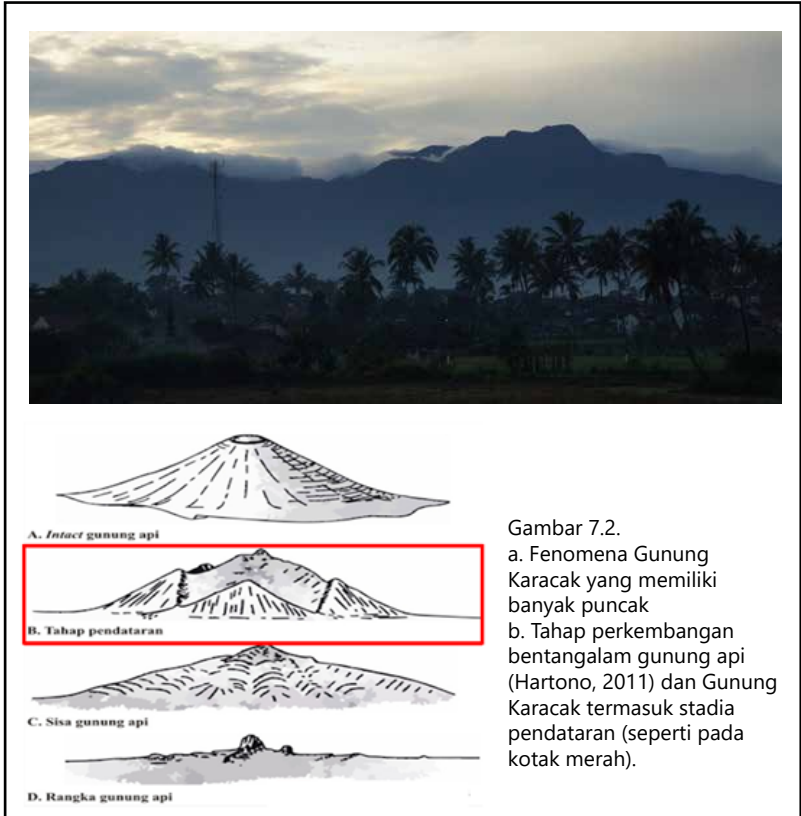 A. Intact gunung api
B. Tahap pendataran
C. Sisa gunung api
D. Rangka gunung api
Gambar 7.2.
a. Fenomena Gunung
Karacak yang memiliki
banyak puncak
b. Tahap perkembangan
bentangalam gunung api
(Hartono, 2011) dan Gunung
Karacak termasuk stadia
pendataran (seperti pada
kotak merah).